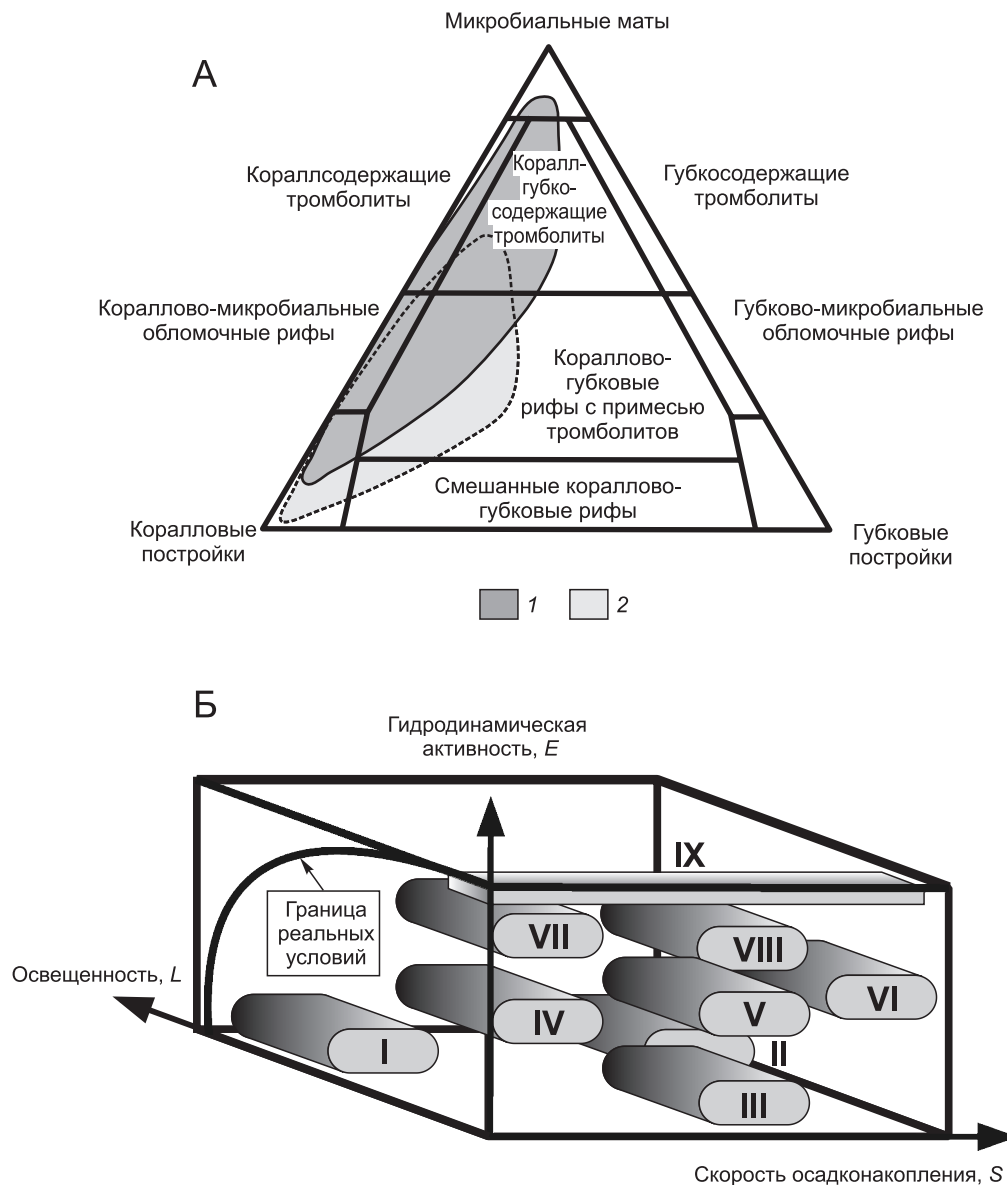 Микробиальные маты
А
Кораллсодержащие
тромболиты
Коралл-
губко-
содержащие
тромболиты
Губкосодержащие
тромболиты
Кораллово-микробиальные
обломочные рифы
Губково-микробиальные
обломочные рифы
Кораллово-
губковые
рифы с примесью
тромболитов
Смешанные кораллово-
губковые рифы
Коралловые
постройки
Губковые
постройки
1
2
Б
Гидродинамическая
активность, E
IX
Граница
реальных
условий
VII
VIII
Освещенность, L
VI
IV
V
I
II
III
Скорость осадконакопления, S